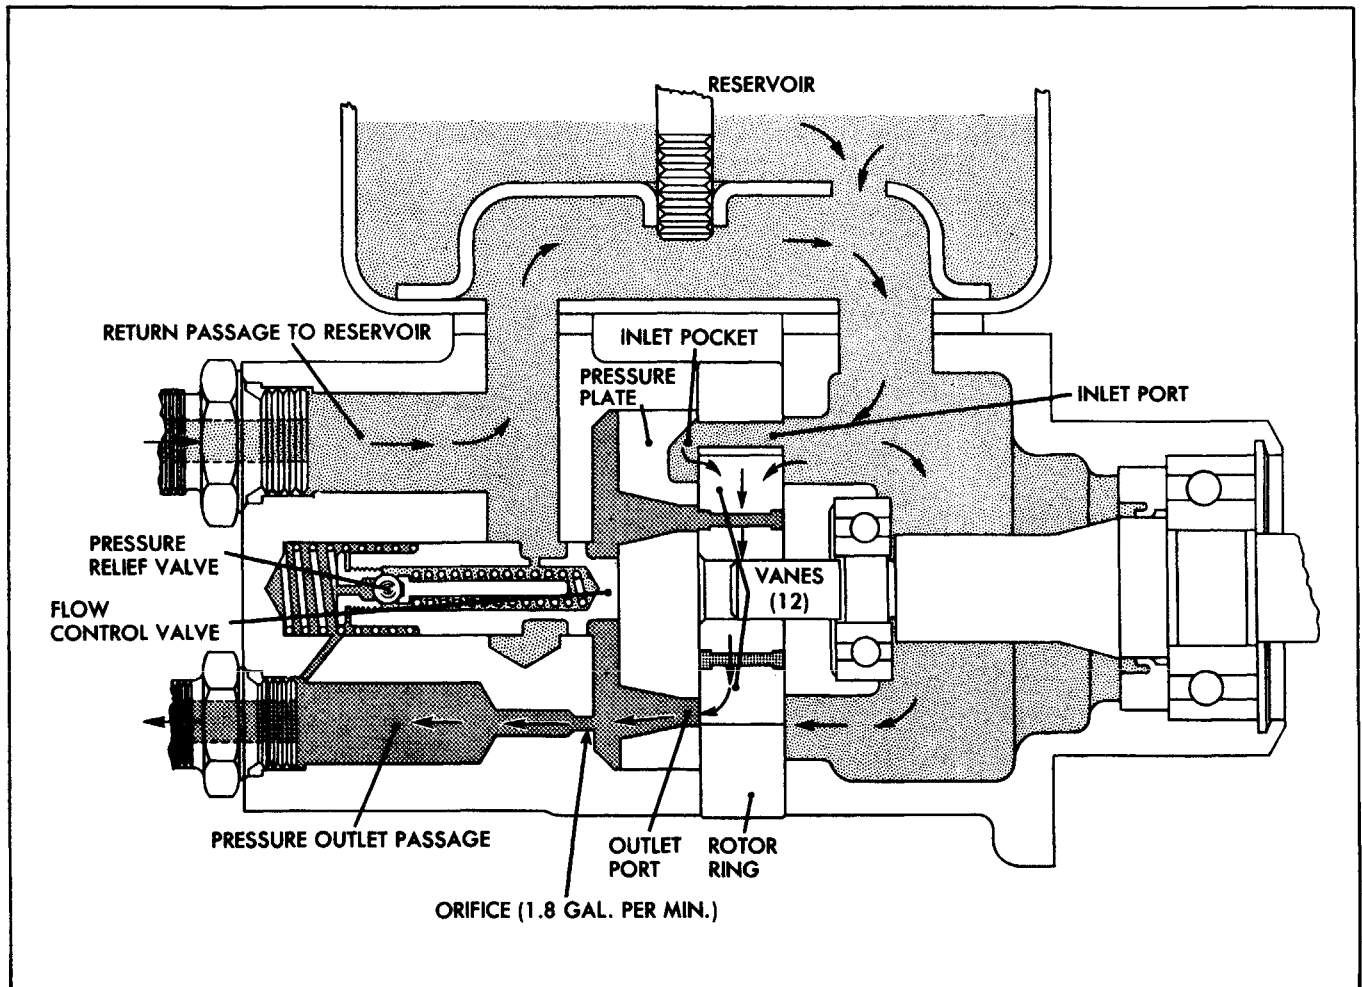 RESERVOIR
RETURN PASSAGE TO RESERVOIR
INLET POCKET
PRESSURE
PLATE
INLET PORT
PRESSURE
RELIEF VALVE
FLOW
CONTROL VALVE
VANES
(12)
PRESSURE OUTLET PASSAGE
OUTLET
PORT
ROTOR
RING
ORIFICE (1.8 GAL. PER MIN.)